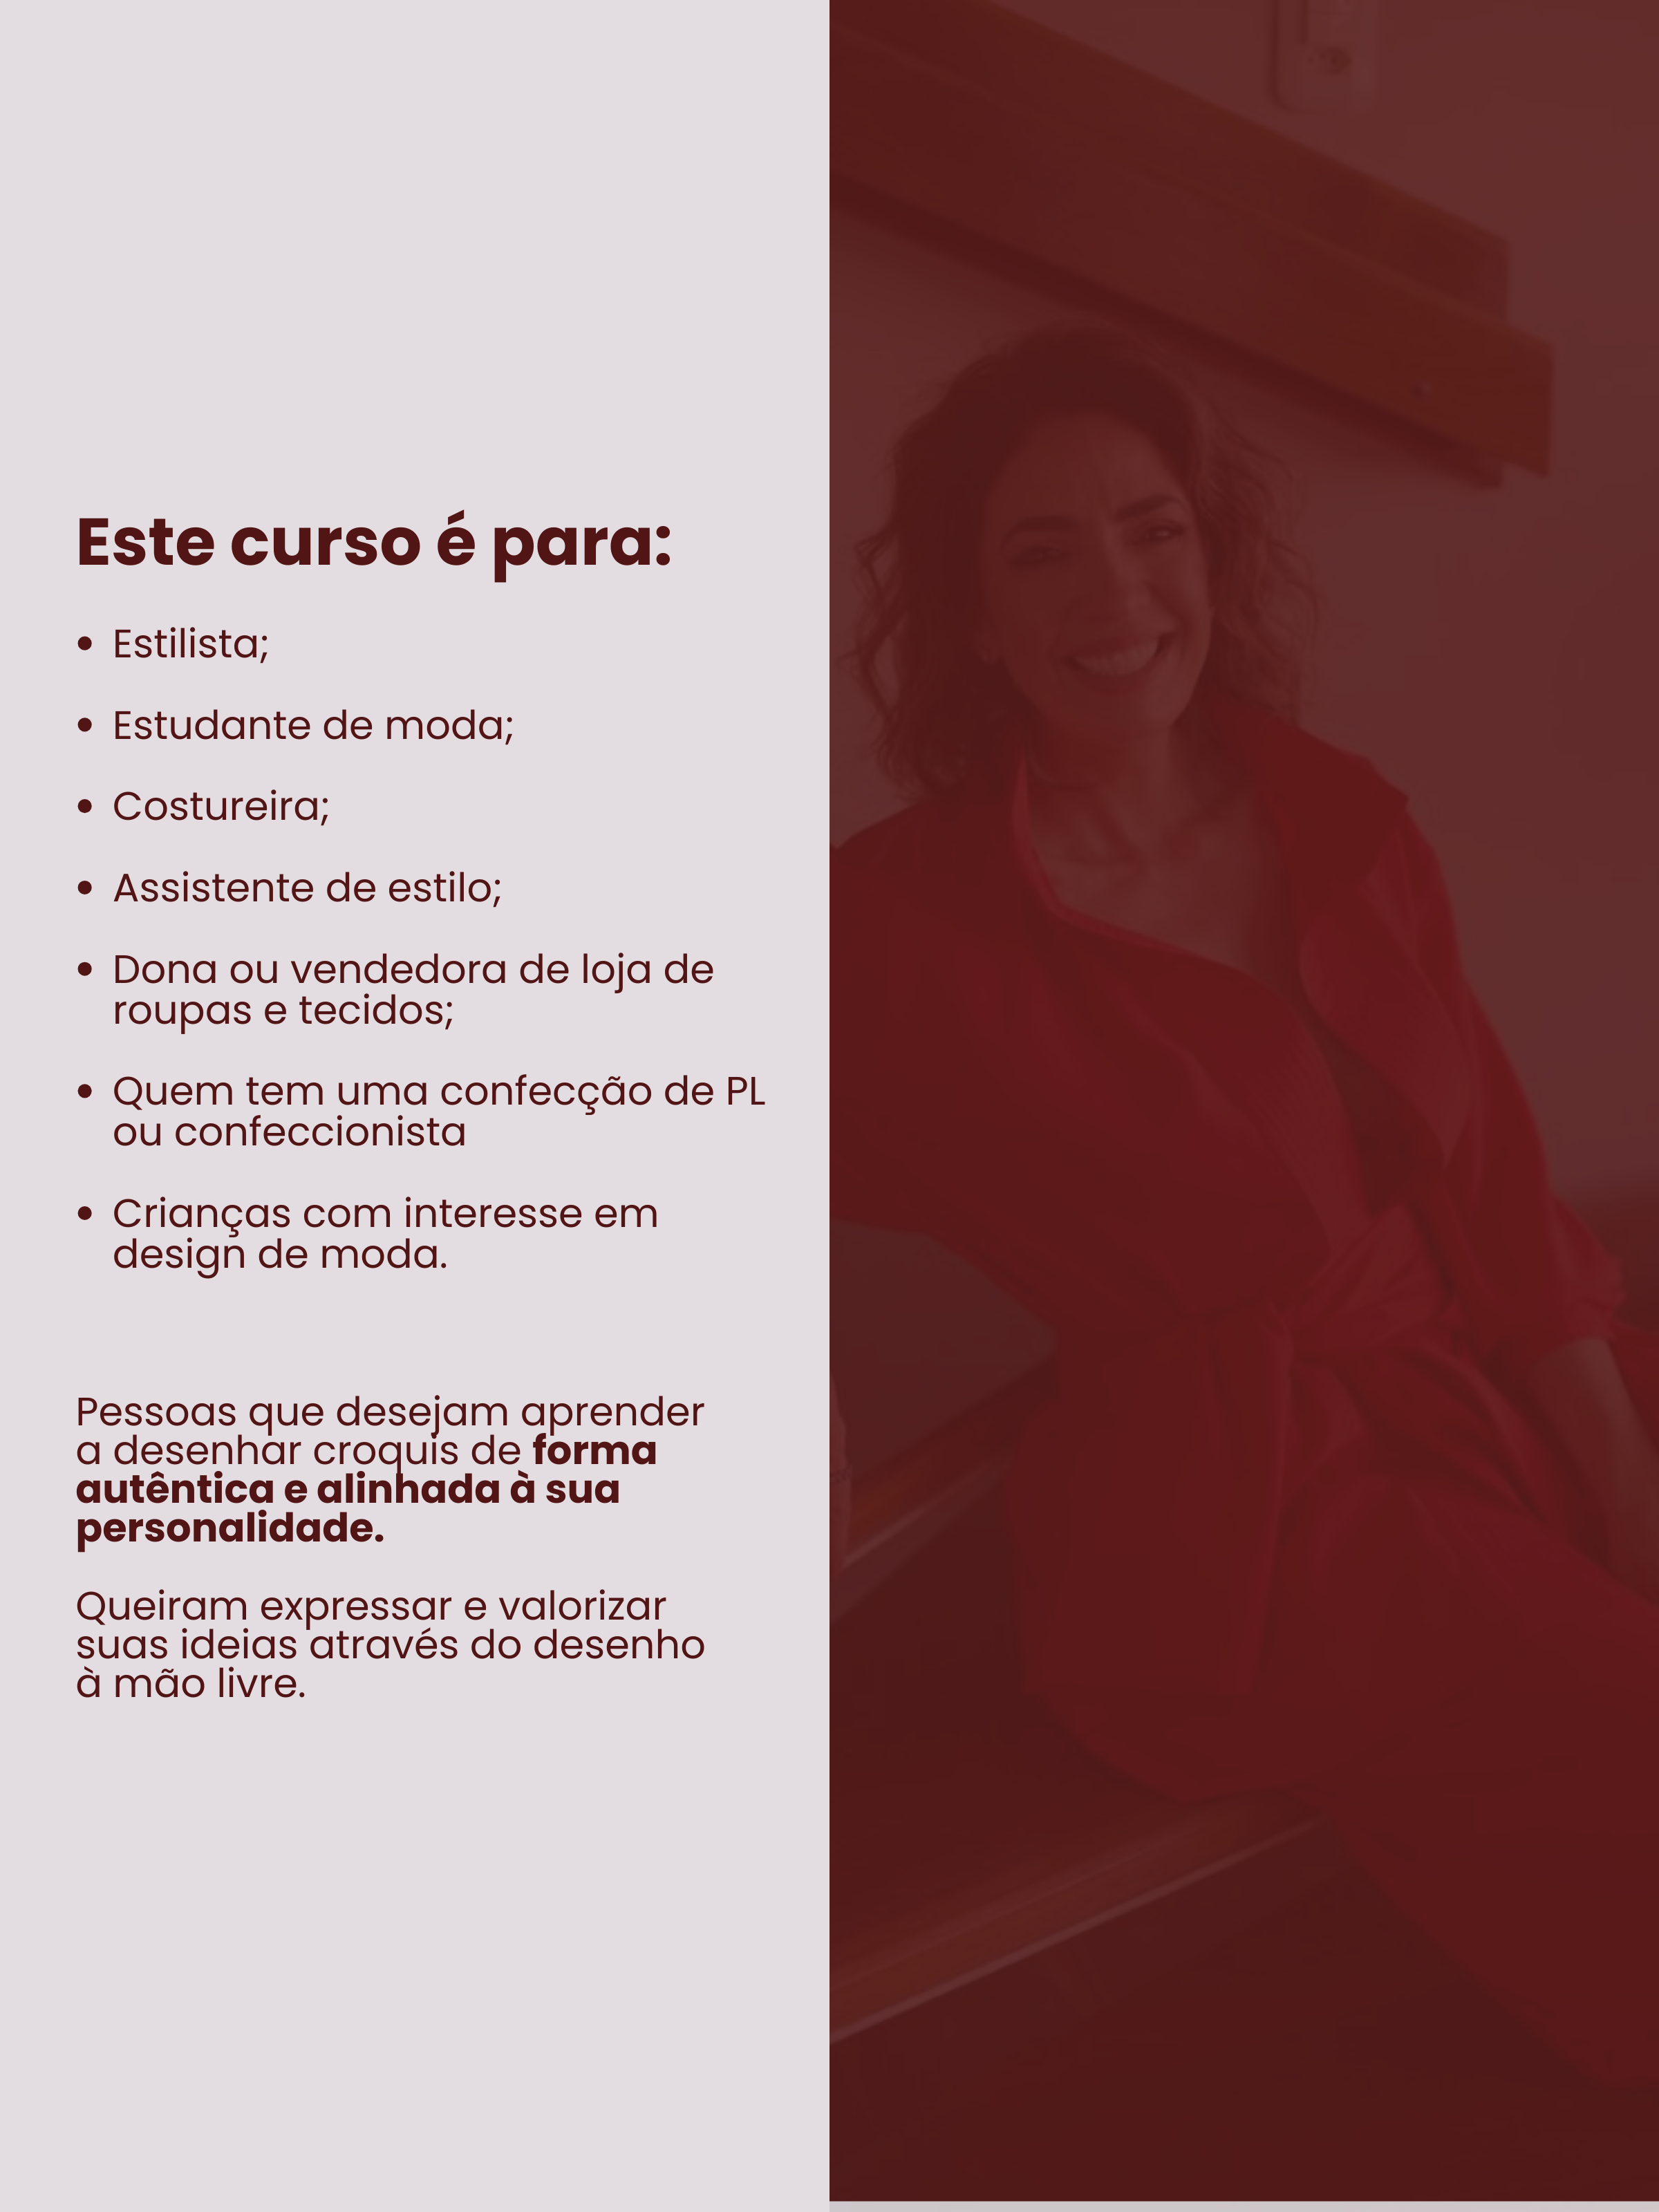 Este curso é para:
• Estilista;
• Estudante de moda;
• Costureira;
• Assistente de estilo;
• Dona ou vendedora de loja de
roupas e tecidos;
• Quem tem uma confecção de PL
ou confeccionista
• Crianças com interesse em
design de moda.
Pessoas que desejam aprender
a desenhar croquis de forma
autêntica e alinhada à sua
personalidade.
Queiram expressar e valorizar
suas ideias através do desenho
à mão livre.